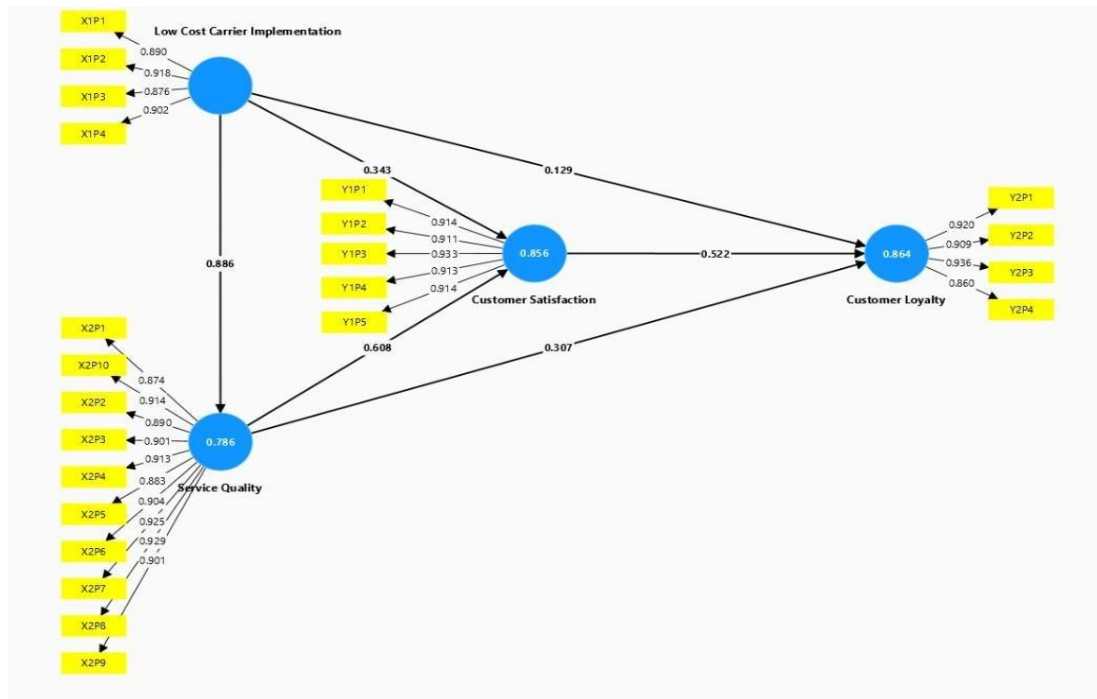 X1P1
X1P2
X1P3
X1P4
0.890
0.918
0.876
0.902
Low Cost Carrier Implementation
0.343
0.129
0.886
Y1P1
Y1P2
Y1P3
Y1P4
Y1P5
0.914
0.911
0.933
0.913
0.914
0.856
Customer Satisfaction
0.522
0.864
Customer Loyalty
0.920
0.909
0.936
0.860
Y2P1
Y2P2
Y2P3
Y2P4
0.608
0.307
X2P1
X2P10
X2P2
X2P3
X2P4
X2P5
X2P6
X2P7
X2P8
X2P9
0.874
0.914
0.890
0.901
0.913
0.883
0.904
0.925
0.929
0.901
0.786
Service Quality